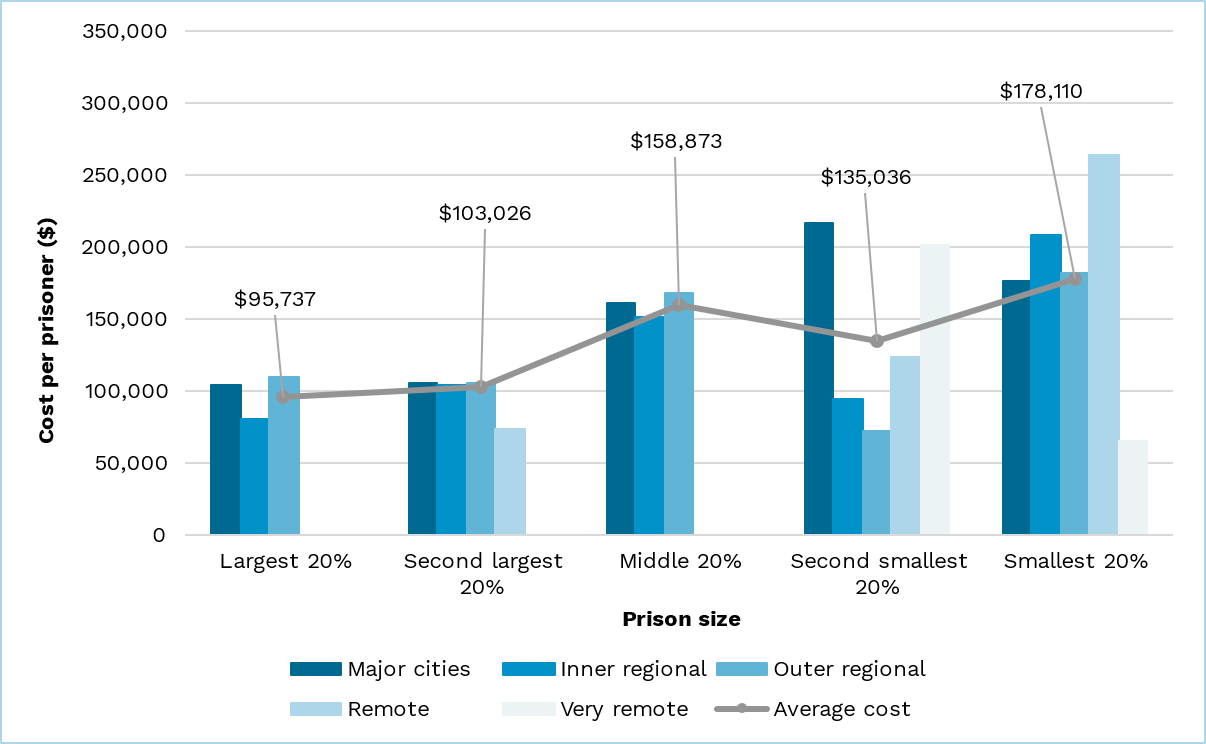 350,000
300,000
250,000
200,000
150,000
100,000
50,000
0
Cost per prisoner ($)
$95,737
$103,026
$158,873
$135,036
$178,110
Largest 20%
Second largest
20%
Middle 20%
Second smallest
20%
Smallest 20%
Prison size
Major cities
Inner regional
Outer regional
Remote
Very remote
Average cost